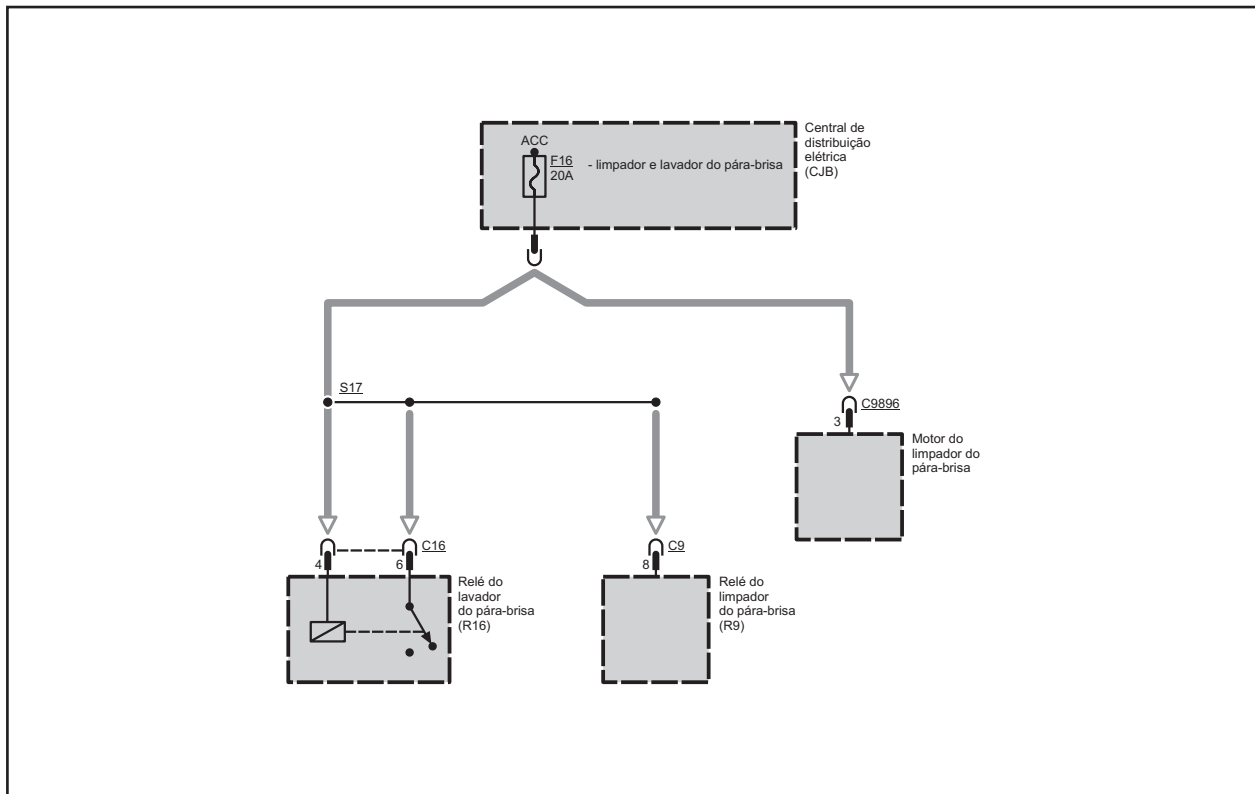 Central de
distribuição
elétrica
(CJB)
ACC
F16
20A
- limpador e lavador do pára-brisa
S17
C9896
3
Motor do
limpador do
pára-brisa
4
6
C16
Relé do
lavador
do pára-brisa
(R16)
8
C9
Relé do
limpador
do pára-brisa
(R9)